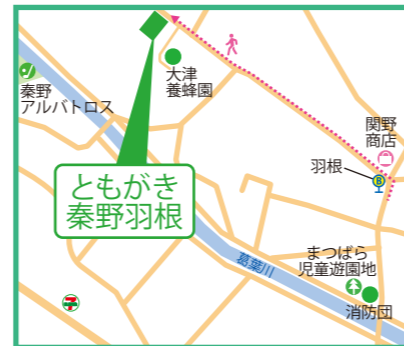 大津
養蜂園
秦野
アルバトロス
関野
商店
羽根
B
ともがき
秦野羽根
葛葉川
まつばら
児童遊園地
消防団
7